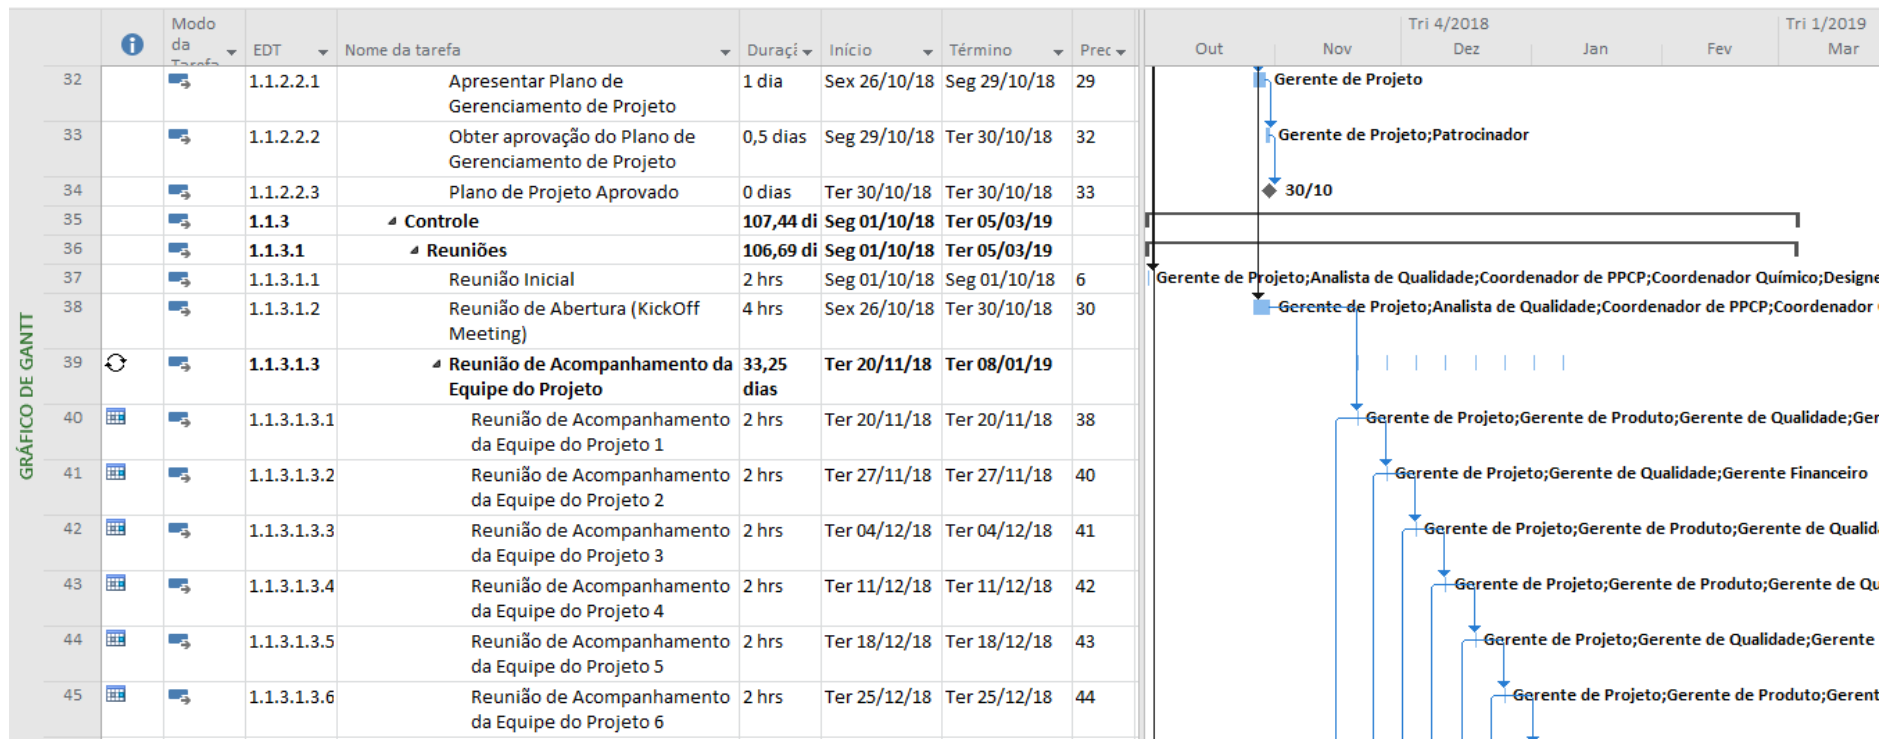 Modo da Tarefa EDT Nome da tarefa Duraçã Início Término Prec
Tri 4/2018 Tri 1/2019
Out Nov Dez Jan Fev Mar
GRÁFICO DE GANTT
32 1.1.2.2.1 Apresentar Plano de 1 dia Sex 26/10/18 Seg 29/10/18 29 Gerente de Projeto
Gerenciamento de Projeto
33 1.1.2.2.2 Obter aprovação do Plano de 0,5 dias Seg 29/10/18 Ter 30/10/18 32 Gerente de Projeto;Patrocinador
Gerenciamento de Projeto
34 1.1.2.2.3 Plano de Projeto Aprovado 0 dias Ter 30/10/18 Ter 30/10/18 33 30/10
35 1.1.3 Controle 107,44 di Seg 01/10/18 Ter 05/03/19
36 1.1.3.1 Reuniões 106,69 di Seg 01/10/18 Ter 05/03/19
37 1.1.3.1.1 Reunião Inicial 2 hrs Seg 01/10/18 Seg 01/10/18 6 Gerente de Projeto;Analista de Qualidade;Coordenador de PPCP;Coordenador Químico;Designe
38 1.1.3.1.2 Reunião de Abertura (KickOff 4 hrs Sex 26/10/18 Ter 30/10/18 30 Gerente de Projeto;Analista de Qualidade;Coordenador de PPCP;Coordenador
Meeting)
39 1.1.3.1.3 Reunião de Acompanhamento da 33,25 Ter 20/11/18 Ter 08/01/19
Equipe do Projeto dias
40 1.1.3.1.3.1 Reunião de Acompanhamento 2 hrs Ter 20/11/18 Ter 20/11/18 38 Gerente de Projeto;Gerente de Produto;Gerente de Qualidade;Ger
da Equipe do Projeto 1
41 1.1.3.1.3.2 Reunião de Acompanhamento 2 hrs Ter 27/11/18 Ter 27/11/18 40 Gerente de Projeto;Gerente de Qualidade;Gerente Financeiro
da Equipe do Projeto 2
42 1.1.3.1.3.3 Reunião de Acompanhamento 2 hrs Ter 04/12/18 Ter 04/12/18 41 Gerente de Projeto;Gerente de Produto;Gerente de Qualida
da Equipe do Projeto 3
43 1.1.3.1.3.4 Reunião de Acompanhamento 2 hrs Ter 11/12/18 Ter 11/12/18 42 Gerente de Projeto;Gerente de Produto;Gerente de Qu
da Equipe do Projeto 4
44 1.1.3.1.3.5 Reunião de Acompanhamento 2 hrs Ter 18/12/18 Ter 18/12/18 43 Gerente de Projeto;Gerente de Qualidade;Gerente
da Equipe do Projeto 5
45 1.1.3.1.3.6 Reunião de Acompanhamento 2 hrs Ter 25/12/18 Ter 25/12/18 44 Gerente de Projeto;Gerente de Produto;Gerent
da Equipe do Projeto 6